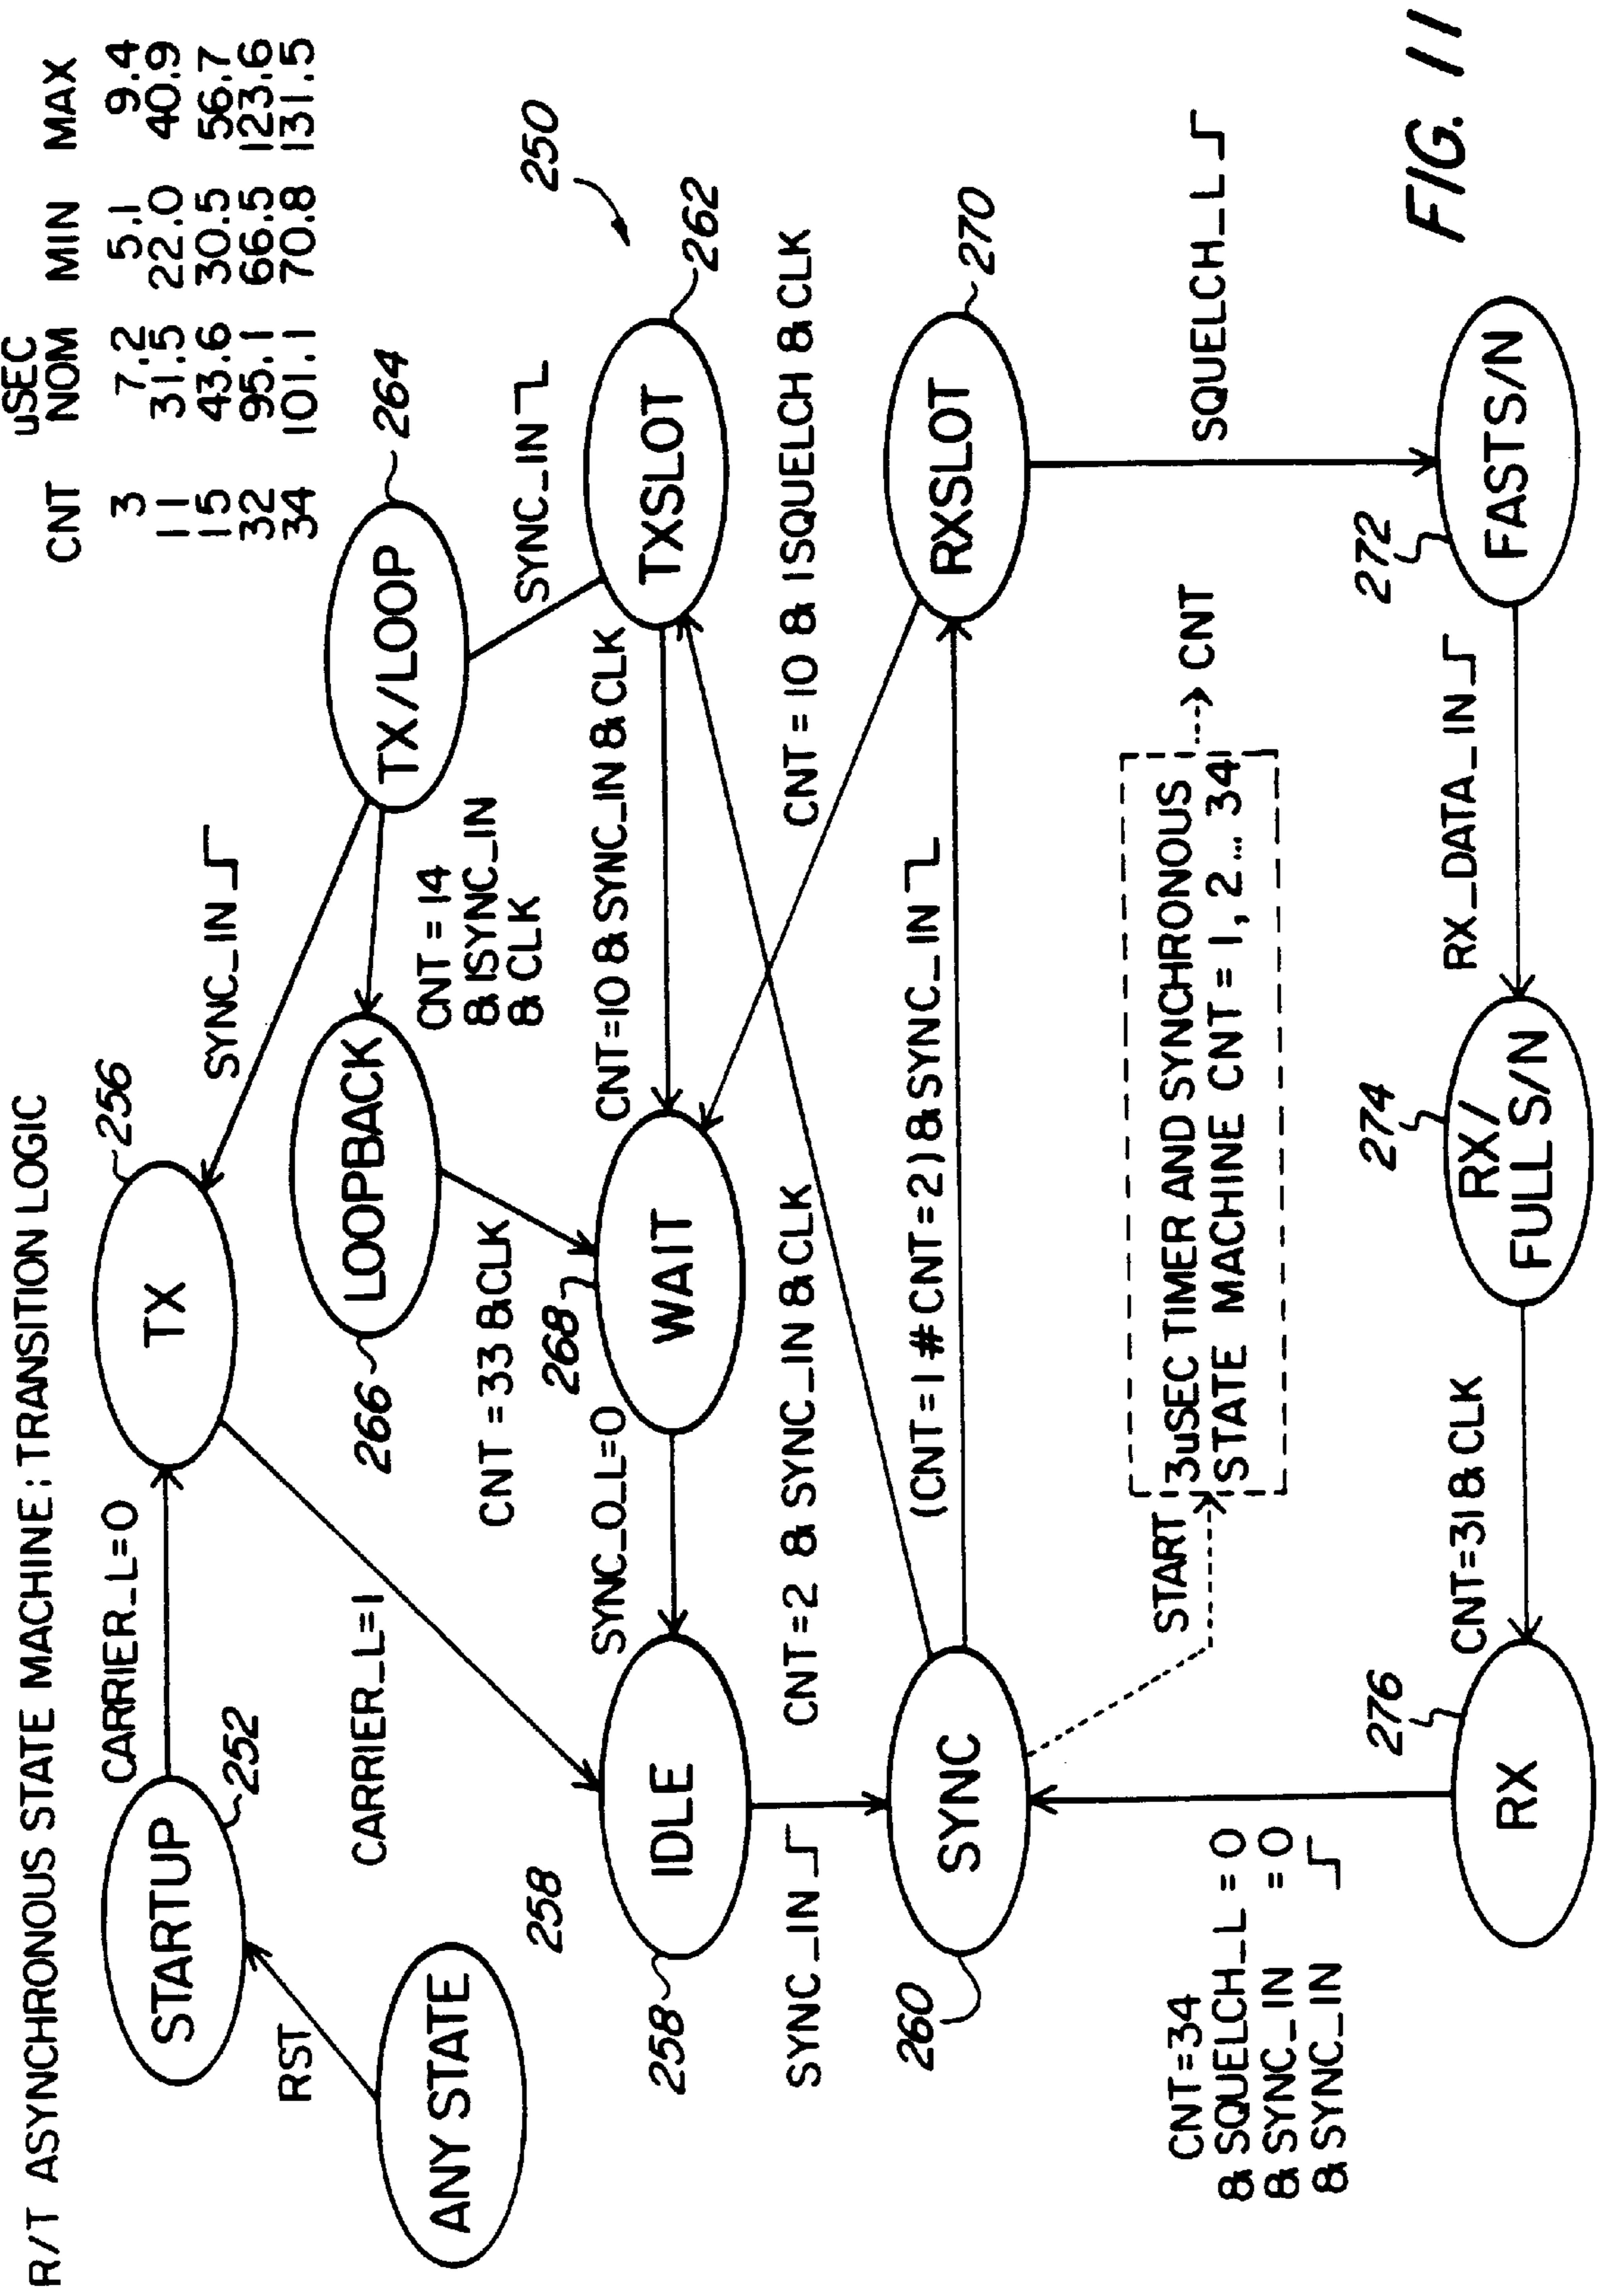 R/T ASYNCHRONOUS STATE MACHINE: TRANSITION LOGIC
uSEC
CNT NOM MIN MAX
3 7.2 5.1 9.4
11 31.5 22.0 40.9
15 43.6 30.5 56.7
32 95.1 66.5 123.6
34 101.1 70.8 131.5
STARTUP
252
CARRIER_L=0
TX
256
SYNC_IN
TX/LOOP
264
RST
ANY STATE
CARRIER_L=1
LOOPBACK
266
CNT=14
& !SYNC_IN
& CLK
SYNC_IN
250
CNT = 33 & CLK
268
258
258
IDLE
SYNC_O_L=0
WAIT
CNT=10 & SYNC_IN & CLK
TXSLOT
262
SYNC_IN
CNT=2 & SYNC_IN & CLK
CNT = 10 & !SQUELCH & CLK
260
SYNC
(CNT=1 # CNT=2) & SYNC_IN
RXSLOT
270
START
3uSEC TIMER AND SYNCHRONOUS
STATE MACHINE CNT = 1, 2... 34
CNT
SQUELCH_L
CNT=34
& SQUELCH_L = 0
& SYNC_IN = 0
& SYNC_IN
276
RX
CNT=31 & CLK
274
RX/
FULL S/N
RX_DATA_IN
272
FASTS/N
FIG. 11